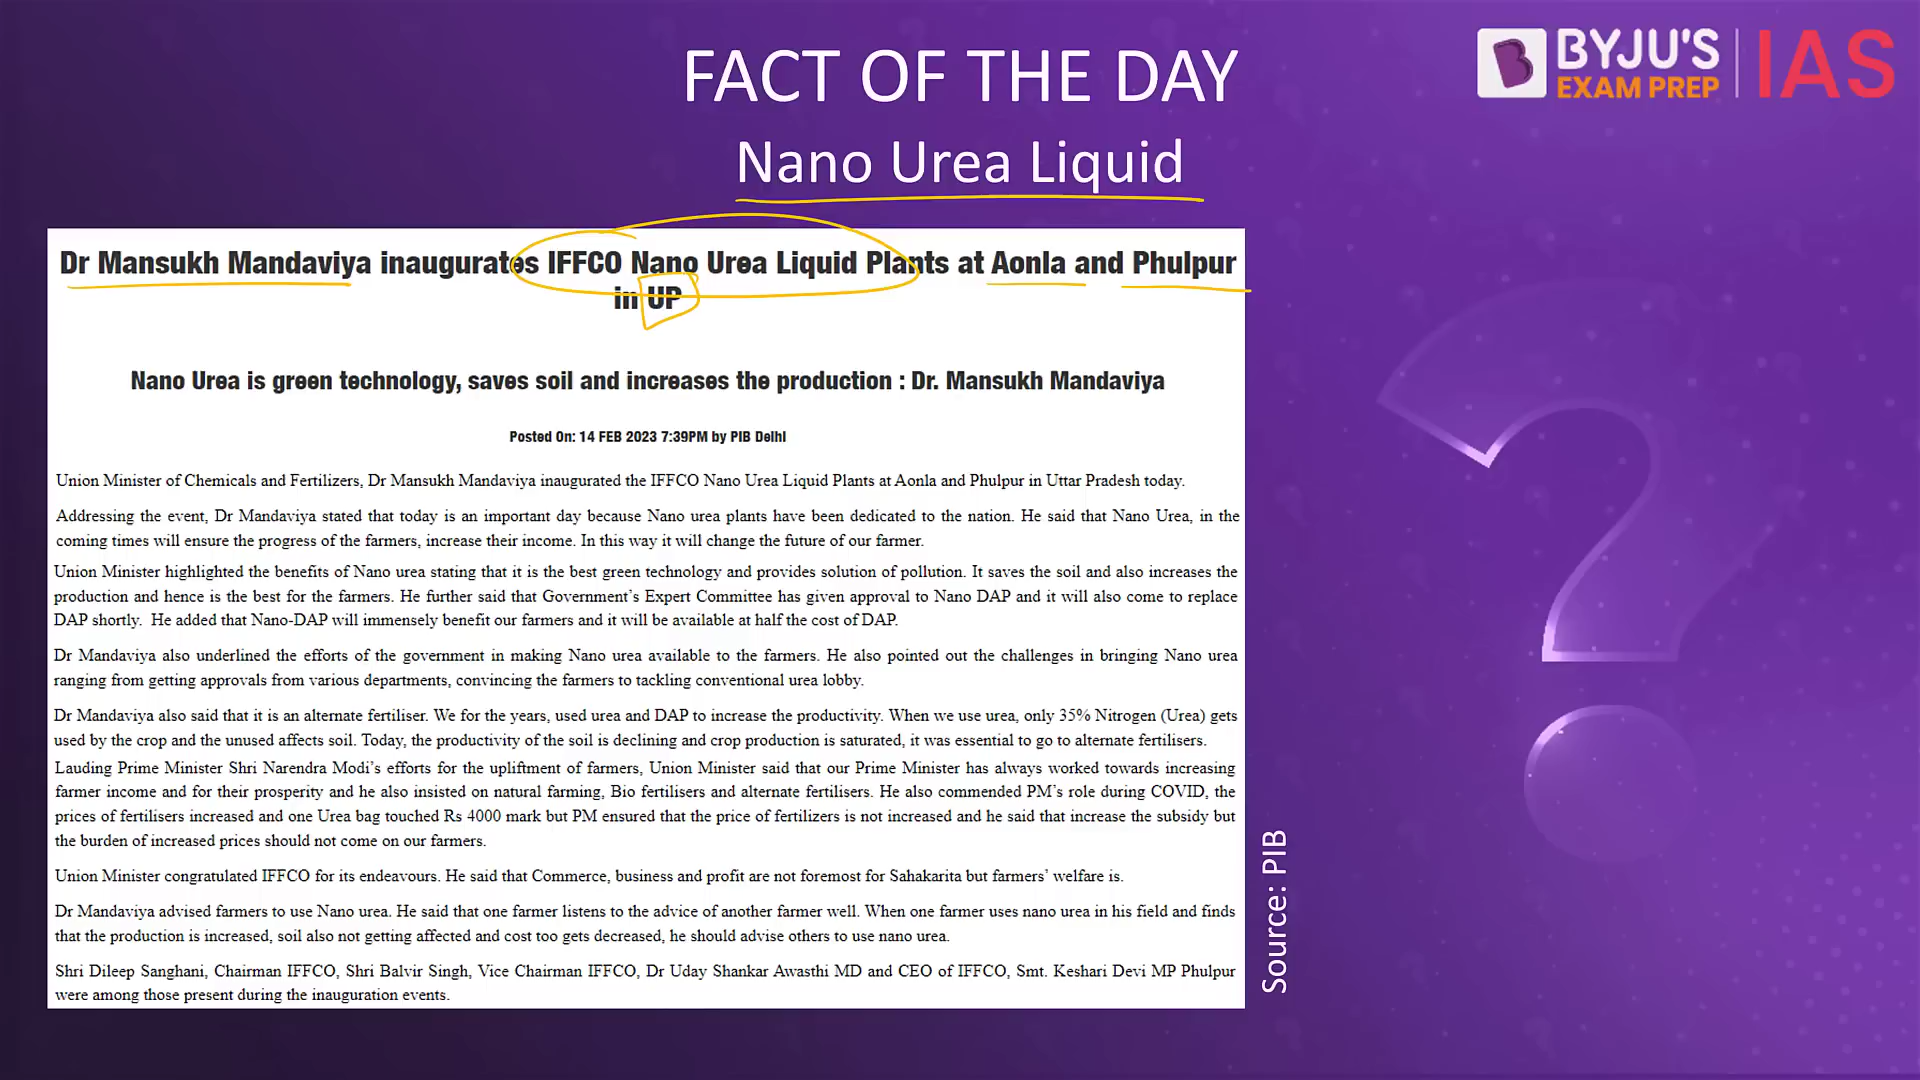 FACT OF THE DAY
BYJU'S
EXAM PREP
IAS
Nano Urea Liquid
Dr Mansukh Mandaviya inaugurates IFFCO Nano Urea Liquid Plants at Aonla and Phulpur
in UP
Nano Urea is green technology, saves soil and increases the production : Dr. Mansukh Mandaviya
Posted On: 14 FEB 2023 7:39PM by PIB Delhi
Union Minister of Chemicals and Fertilizers, Dr Mansukh Mandaviya inaugurated the IFFCO Nano Urea Liquid Plants at Aonla and Phulpur in Uttar Pradesh today.
Addressing the event, Dr Mandaviya stated that today is an important day because Nano urea plants have been dedicated to the nation. He said that Nano Urea, in the
coming times will ensure the progress of the farmers, increase their income. In this way it will change the future of our farmer.
Union Minister highlighted the benefits of Nano urea stating that it is the best green technology and provides solution of pollution. It saves the soil and also increases the
production and hence is the best for the farmers. He further said that Government's Expert Committee has given approval to Nano DAP and it will also come to replace
DAP shortly. He added that Nano-DAP will immensely benefit our farmers and it will be available at half the cost of DAP.
Dr Mandaviya also underlined the efforts of the government in making Nano urea available to the farmers. He also pointed out the challenges in bringing Nano urea
ranging from getting approvals from various departments, convincing the farmers to tackling conventional urea lobby.
Dr Mandaviya also said that it is an alternate fertiliser. We for the years, used urea and DAP to increase the productivity. When we use urea, only 35% Nitrogen (Urea) gets
used by the crop and the unused affects soil. Today, the productivity of the soil is declining and crop production is saturated, it was essential to go to alternate fertilisers.
Lauding Prime Minister Shri Narendra Modi's efforts for the upliftment of farmers, Union Minister said that our Prime Minister has always worked towards increasing
farmer income and for their prosperity and he also insisted on natural farming, Bio fertilisers and alternate fertilisers. He also commended PM's role during COVID, the
prices of fertilisers increased and one Urea bag touched Rs 4000 mark but PM ensured that the price of fertilizers is not increased and he said that increase the subsidy but
the burden of increased prices should not come on our farmers.
Union Minister congratulated IFFCO for its endeavours. He said that Commerce, business and profit are not foremost for Sahakarita but farmers' welfare is.
Dr Mandaviya advised farmers to use Nano urea. He said that one farmer listens to the advice of another farmer well. When one farmer uses nano urea in his field and finds
that the production is increased, soil also not getting affected and cost too gets decreased, he should advise others to use nano urea.
Shri Dileep Sanghani, Chairman IFFCO, Shri Balvir Singh, Vice Chairman IFFCO, Dr Uday Shankar Awasthi MD and CEO of IFFCO, Smt. Keshari Devi MP Phulpur
were among those present during the inauguration events.
Source: PIB